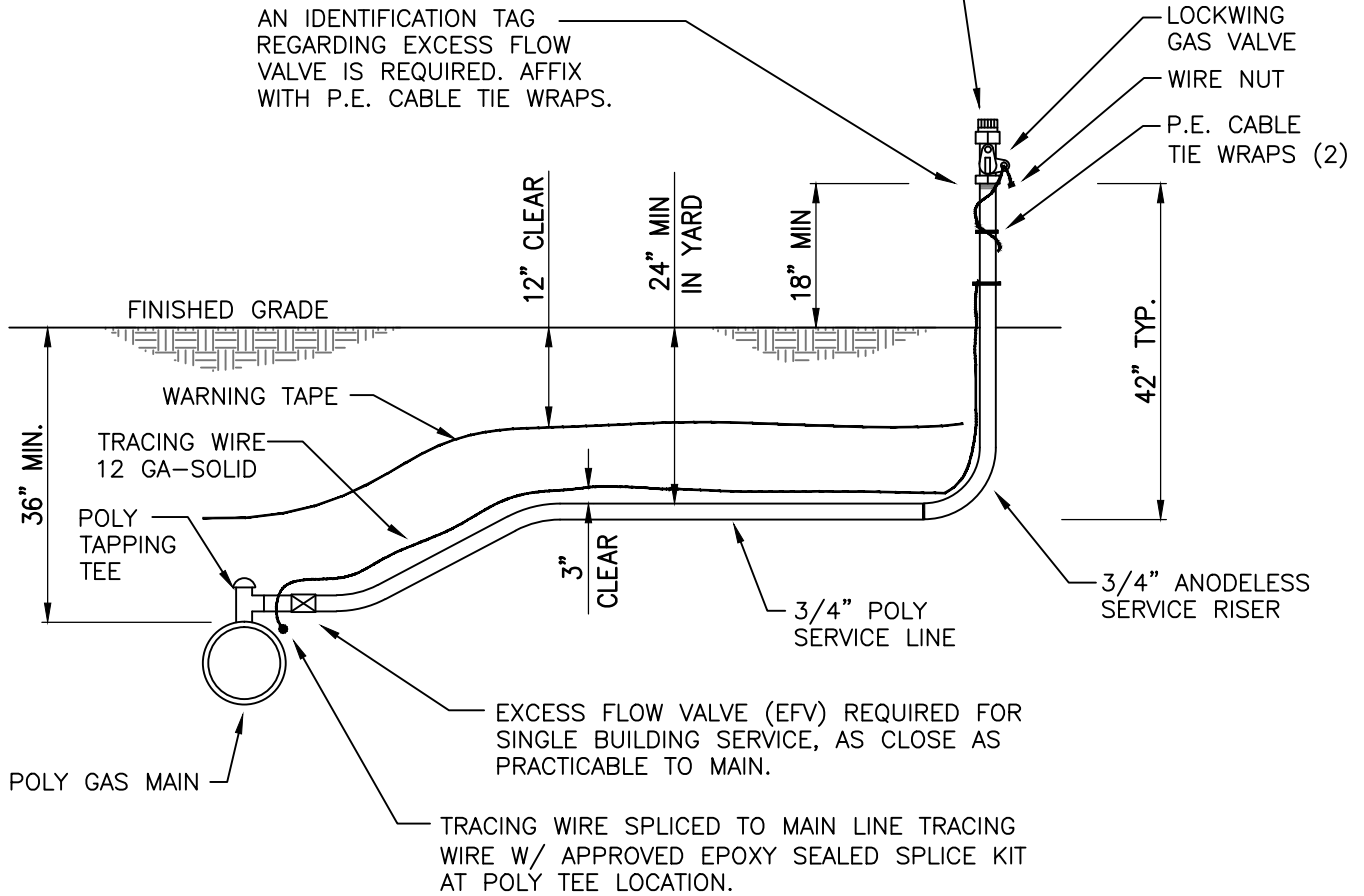 AN IDENTIFICATION TAG
REGARDING EXCESS FLOW
VALVE IS REQUIRED. AFFIX
WITH P.E. CABLE TIE WRAPS.
LOCKWING
GAS VALVE
WIRE NUT
P.E. CABLE
TIE WRAPS (2)
12" CLEAR
24" MIN
IN YARD
18" MIN
42" TYP.
FINISHED GRADE
WARNING TAPE
TRACING WIRE
12 GA-SOLID
36" MIN.
POLY
TAPPING
TEE
3"
CLEAR
3/4" POLY
SERVICE LINE
3/4" ANODELESS
SERVICE RISER
EXCESS FLOW VALVE (EFV) REQUIRED FOR
SINGLE BUILDING SERVICE, AS CLOSE AS
PRACTICABLE TO MAIN.
POLY GAS MAIN
TRACING WIRE SPLICED TO MAIN LINE TRACING
WIRE W/ APPROVED EPOXY SEALED SPLICE KIT
AT POLY TEE LOCATION.